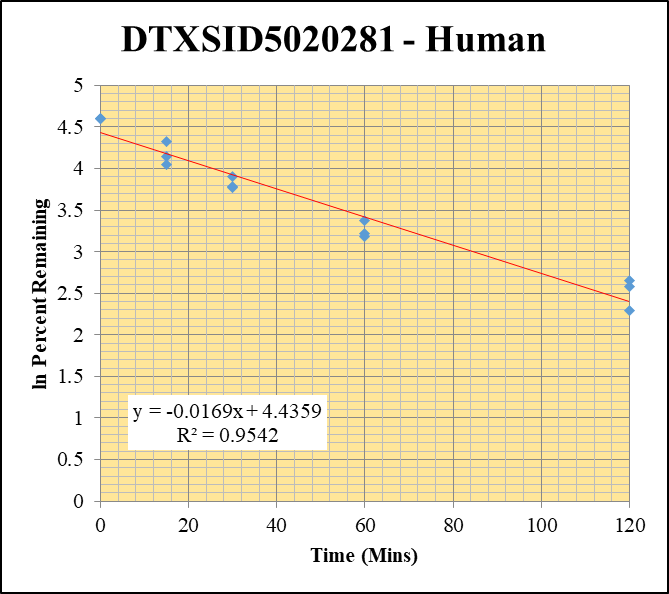 DTXSID5020281 - Human
5
4.5
4
3.5
3
2.5
2
1.5
1
0.5
0
ln Percent Remaining
y = -0.0169x + 4.4359
R² = 0.9542
0 20 40 60 80 100 120
Time (Mins)